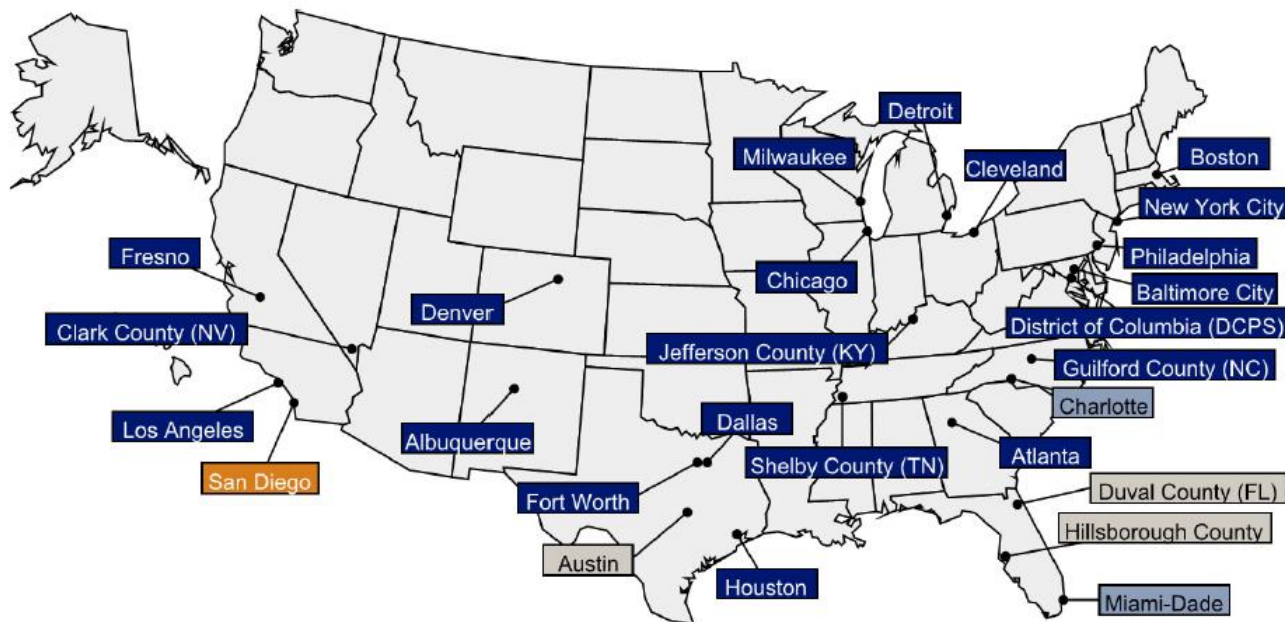 Detroit
Milwaukee
Cleveland
Boston
New York City
Fresno
Chicago
Philadelphia
Denver
Baltimore City
Clark County (NV)
District of Columbia (DCPS)
Jefferson County (KY)
Guilford County (NC)
Charlotte
Los Angeles
Albuquerque
Dallas
Shelby County (TN)
Atlanta
San Diego
Fort Worth
Duval County (FL)
Hillsborough County
Austin
Houston
Miami-Dade